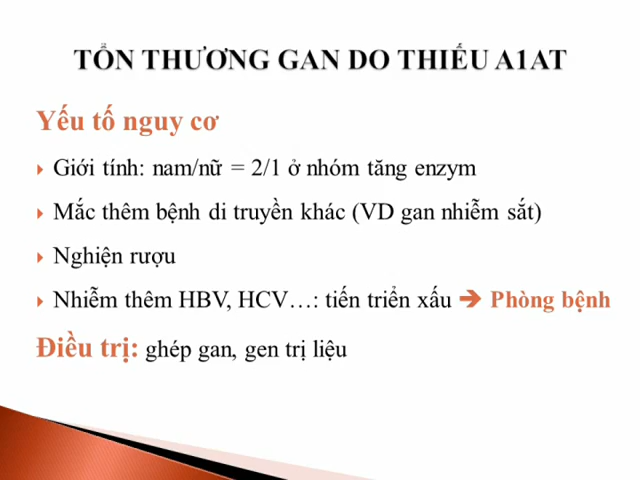 TỔN THƯƠNG GAN DO THIẾU A1AT
Yếu tố nguy cơ
Giới tính: nam/nữ = 2/1 ở nhóm tăng enzym
Mắc thêm bệnh di truyền khác (VD gan nhiễm sắt)
Nghiện rượu
Nhiễm thêm HBV, HCV…: tiến triển xấu ➔ Phòng bệnh
Điều trị: ghép gan, gen trị liệu